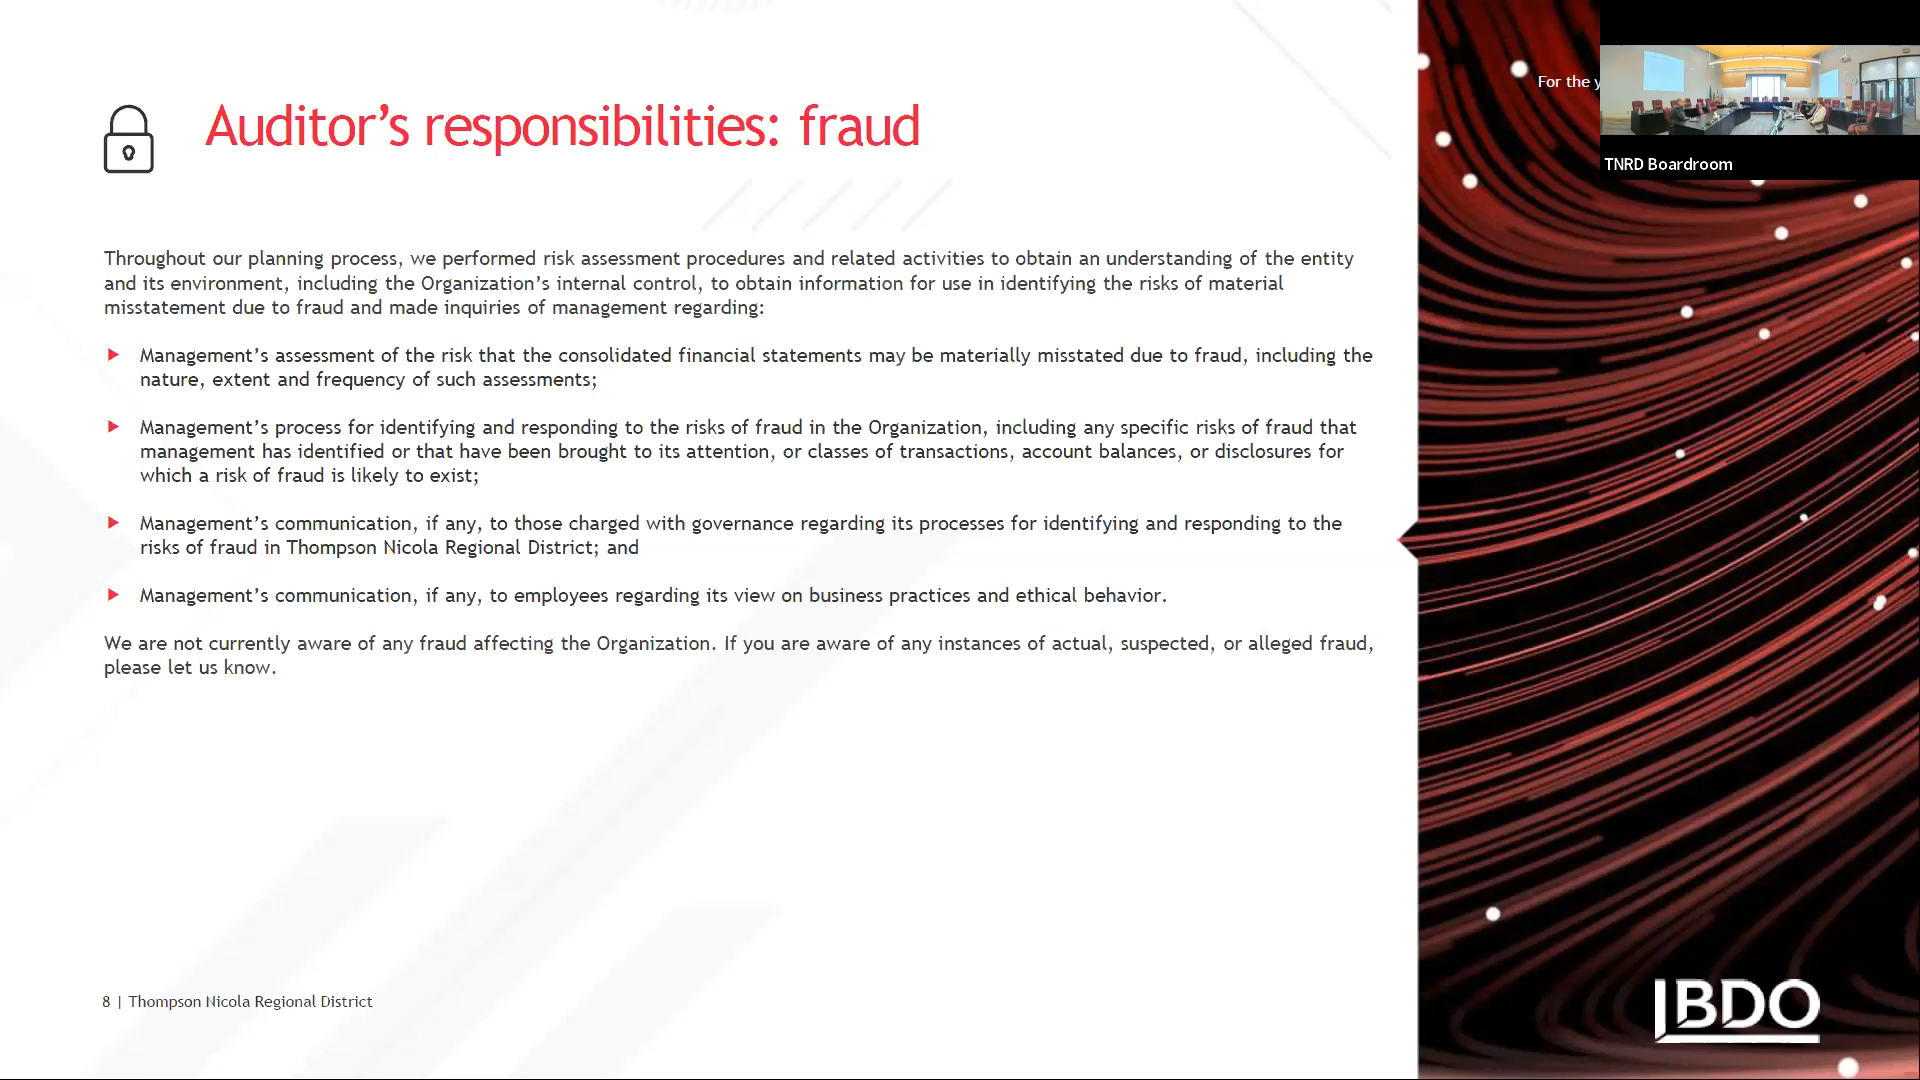 Auditor’s responsibilities: fraud
For the y
TNRD Boardroom
Throughout our planning process, we performed risk assessment procedures and related activities to obtain an understanding of the entity
and its environment, including the Organization’s internal control, to obtain information for use in identifying the risks of material
misstatement due to fraud and made inquiries of management regarding:
Management’s assessment of the risk that the consolidated financial statements may be materially misstated due to fraud, including the
nature, extent and frequency of such assessments;
Management’s process for identifying and responding to the risks of fraud in the Organization, including any specific risks of fraud that
management has identified or that have been brought to its attention, or classes of transactions, account balances, or disclosures for
which a risk of fraud is likely to exist;
Management’s communication, if any, to those charged with governance regarding its processes for identifying and responding to the
risks of fraud in Thompson Nicola Regional District; and
Management’s communication, if any, to employees regarding its view on business practices and ethical behavior.
We are not currently aware of any fraud affecting the Organization. If you are aware of any instances of actual, suspected, or alleged fraud,
please let us know.
8 | Thompson Nicola Regional District
BDO